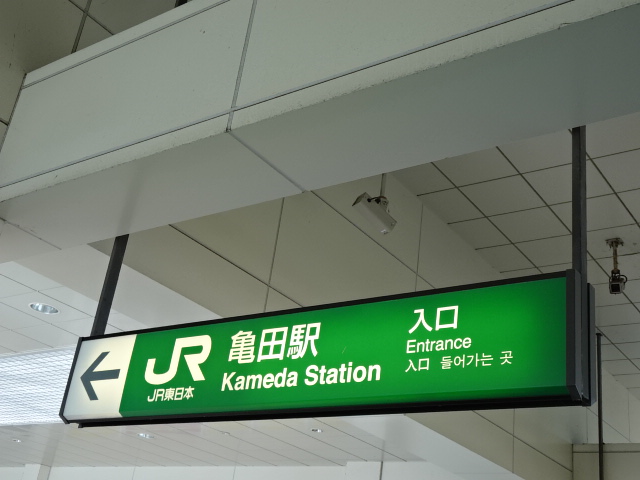 ←
JR
JR東日本
亀田駅
Kameda Station
入口
Entrance
入口 들어가는 곳